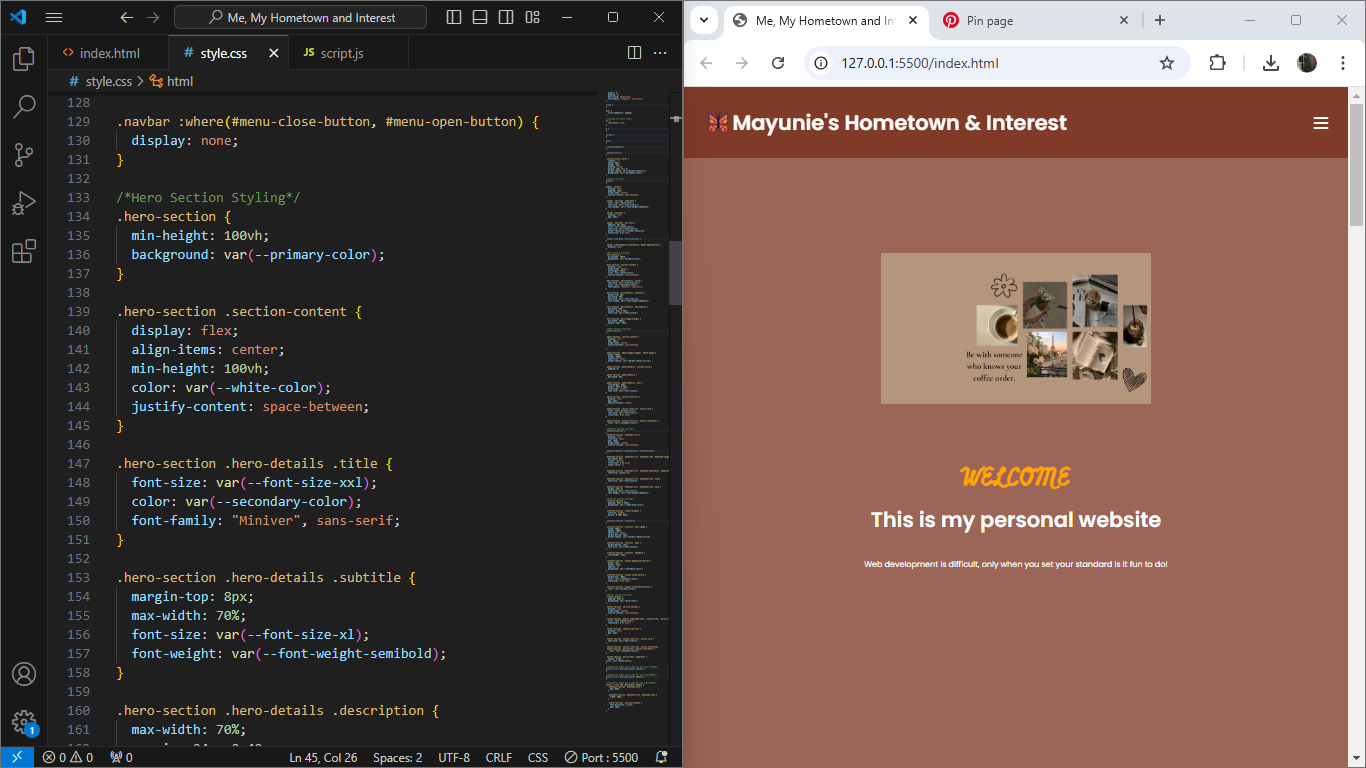 Me, My Hometown and Interest
index.html
# style.css
JS script.js
# style.css > html
128
129 .navbar :where(#menu-close-button, #menu-open-button) {
130 display: none;
131 }
132
133 /*Hero Section Styling*/
134 .hero-section {
135 min-height: 100vh;
136 background: var(--primary-color);
137 }
138
139 .hero-section .section-content {
140 display: flex;
141 align-items: center;
142 min-height: 100vh;
143 color: var(--white-color);
144 justify-content: space-between;
145 }
146
147 .hero-section .hero-details .title {
148 font-size: var(--font-size-xxl);
149 color: var(--secondary-color);
150 font-family: "Miniver", sans-serif;
151 }
152
153 .hero-section .hero-details .subtitle {
154 margin-top: 8px;
155 max-width: 70%;
156 font-size: var(--font-size-xl);
157 font-weight: var(--font-weight-semibold);
158 }
159
160 .hero-section .hero-details .description {
161 max-width: 70%;
1
0 0 0
Ln 45, Col 26
Spaces: 2
UTF-8
CRLF
CSS
Port : 5500
Me, My Hometown and In
Pin page
127.0.0.1:5500/index.html
Mayunie's Hometown & Interest
Be with someone
who knows your
coffee order.
WELCOME
This is my personal website
Web development is difficult, only when you set your standard is it fun to do!